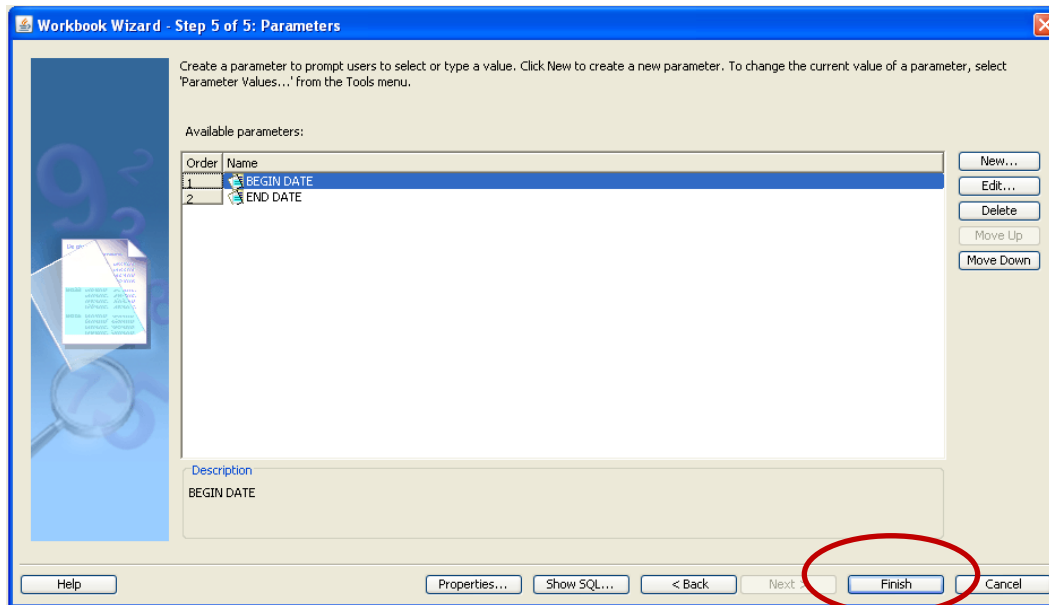 Workbook Wizard - Step 5 of 5: Parameters
Create a parameter to prompt users to select or type a value. Click New to create a new parameter. To change the current value of a parameter, select
'Parameter Values...' from the Tools menu.
Available parameters:
Order Name
1 BEGIN DATE
2 END DATE
New...
Edit...
Delete
Move Up
Move Down
Description
BEGIN DATE
Help Properties... Show SQL... < Back Next > Finish Cancel